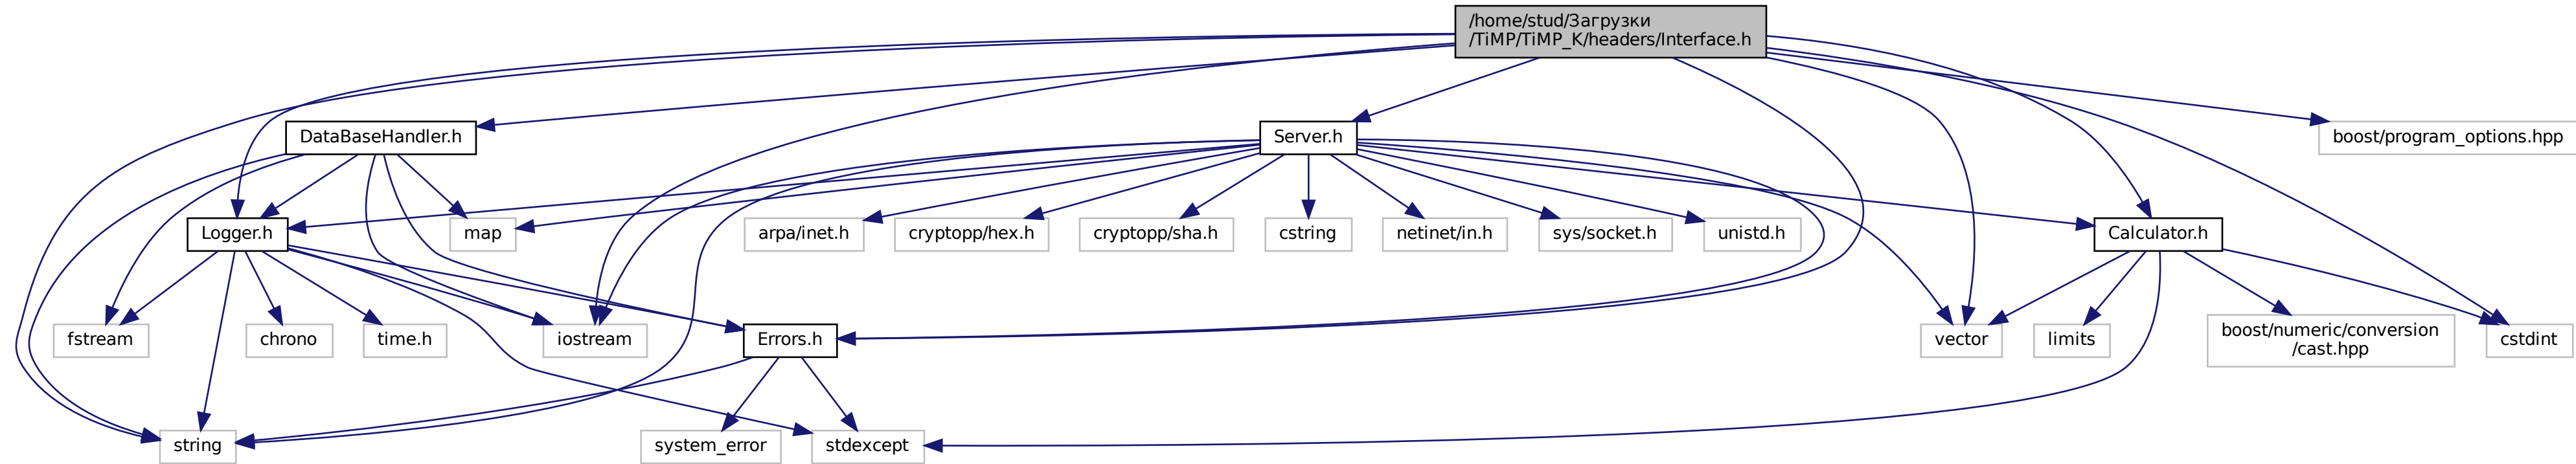 /home/stud/Загрузки
/TiMP/TiMP_K/headers/Interface.h
DataBaseHandler.h
Server.h
boost/program_options.hpp
Logger.h
map
arpa/inet.h
cryptopp/hex.h
cryptopp/sha.h
cstring
netinet/in.h
sys/socket.h
unistd.h
Calculator.h
fstream
chrono
time.h
iostream
Errors.h
vector
limits
boost/numeric/conversion
/cast.hpp
cstdint
string
system_error
stdexcept